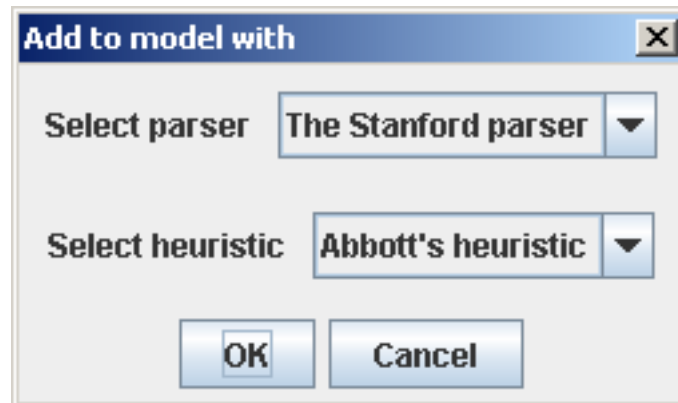 Add to model with
Select parser The Stanford parser
Select heuristic Abbott's heuristic
OK Cancel